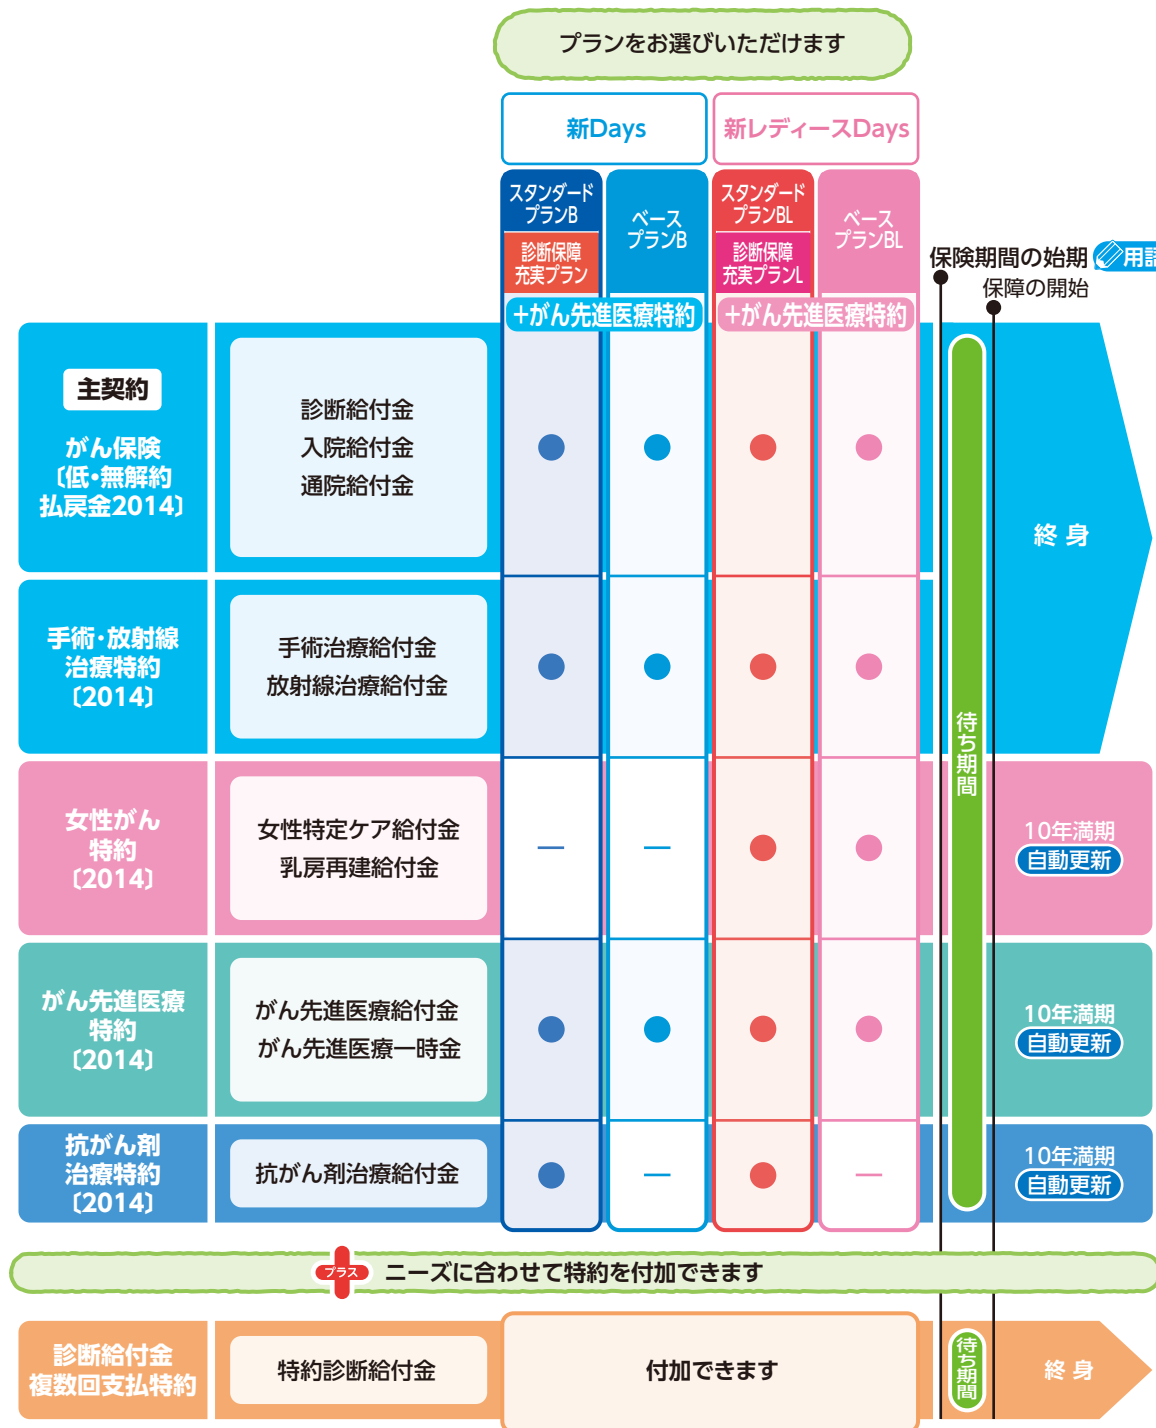 プランをお選びいただけます
新Days
新レディースDays
スタンダード
プランB
診断保障
充実プラン
ベース
プランB
スタンダード
プランBL
診断保障
充実プランL
ベース
プランBL
+がん先進医療特約
+がん先進医療特約
保険期間の始期
保障の開始
主契約
がん保険
〔低・無解約
払戻金2014〕
診断給付金
入院給付金
通院給付金
● ● ● ●
終身
手術・放射線
治療特約
〔2014〕
手術治療給付金
放射線治療給付金
● ● ● ●
待ち期間
女性がん
特約
〔2014〕
女性特定ケア給付金
乳房再建給付金
— — ● ●
10年満期
自動更新
がん先進医療
特約
〔2014〕
がん先進医療給付金
がん先進医療一時金
● ● ● ●
10年満期
自動更新
抗がん剤
治療特約
〔2014〕
抗がん剤治療給付金
● — ● —
10年満期
自動更新
プラス ニーズに合わせて特約を付加できます
診断給付金
複数回支払特約
特約診断給付金
付加できます
待ち期間
終身